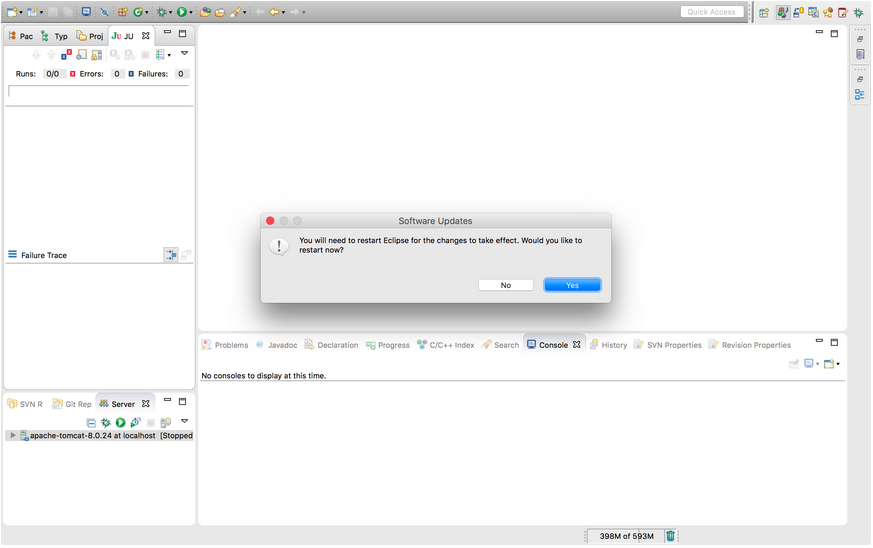 Quick Access
Pac Typ Proj JU
Runs: 0/0 Errors: 0 Failures: 0
Software Updates
You will need to restart Eclipse for the changes to take effect. Would you like to
restart now?
No Yes
Failure Trace
Problems Javadoc Declaration Progress C/C++ Index Search Console History SVN Properties Revision Properties
No consoles to display at this time.
SVN R Git Rep Server
apache-tomcat-8.0.24 at localhost [Stopped
398M of 593M